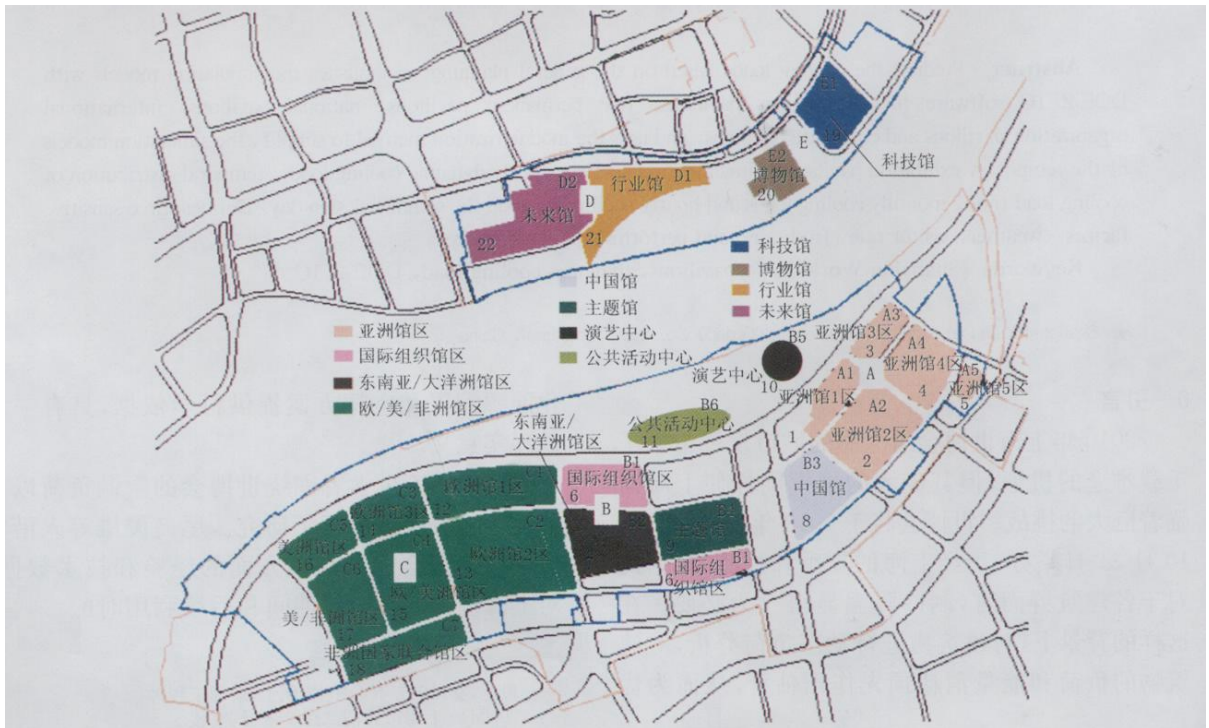 E1
19
E
科技馆
E2
博物馆
20
D1
行业馆
D2
D
未来馆
21
22
科技馆
博物馆
行业馆
未来馆
中国馆
主题馆
演艺中心
公共活动中心
亚洲馆区
国际组织馆区
东南亚/大洋洲馆区
欧/美/非洲馆区
A3
亚洲馆3区
3
A4
亚洲馆4区
4
A5
亚洲馆5区
5
A1
A
亚洲馆1区
1
A2
亚洲馆2区
2
B5
演艺中心
10
B6
公共活动中心
11
东南亚/
大洋洲馆区
B1
国际组织馆区
6
B
B3
中国馆
8
主题馆
B1
6
国际组
织馆区
欧洲馆1区
12
C2
欧洲馆2区
13
欧洲馆3区
14
C
15
美洲馆区
16
C6
美/非洲馆区
17
非洲国家联合馆区
18